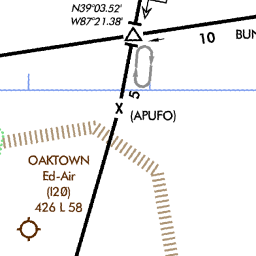 N39°03.52'
W87°21.38'
10
BUN
5
X (APUFO)
OAKTOWN
Ed-Air
(I20)
426 L 58